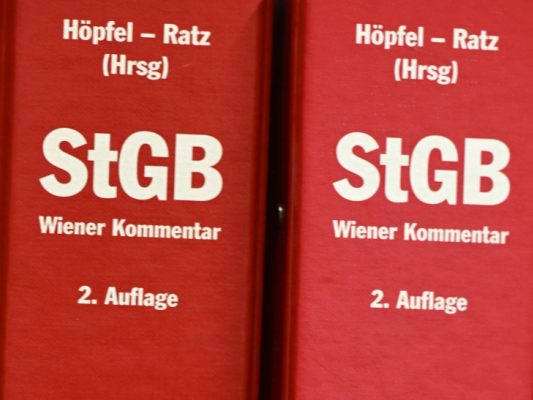 Höpfel – Ratz
(Hrsg)
StGB
Wiener Kommentar
2. Auflage
Höpfel – Ratz
(Hrsg)
StGB
Wiener Kommentar
2. Auflage